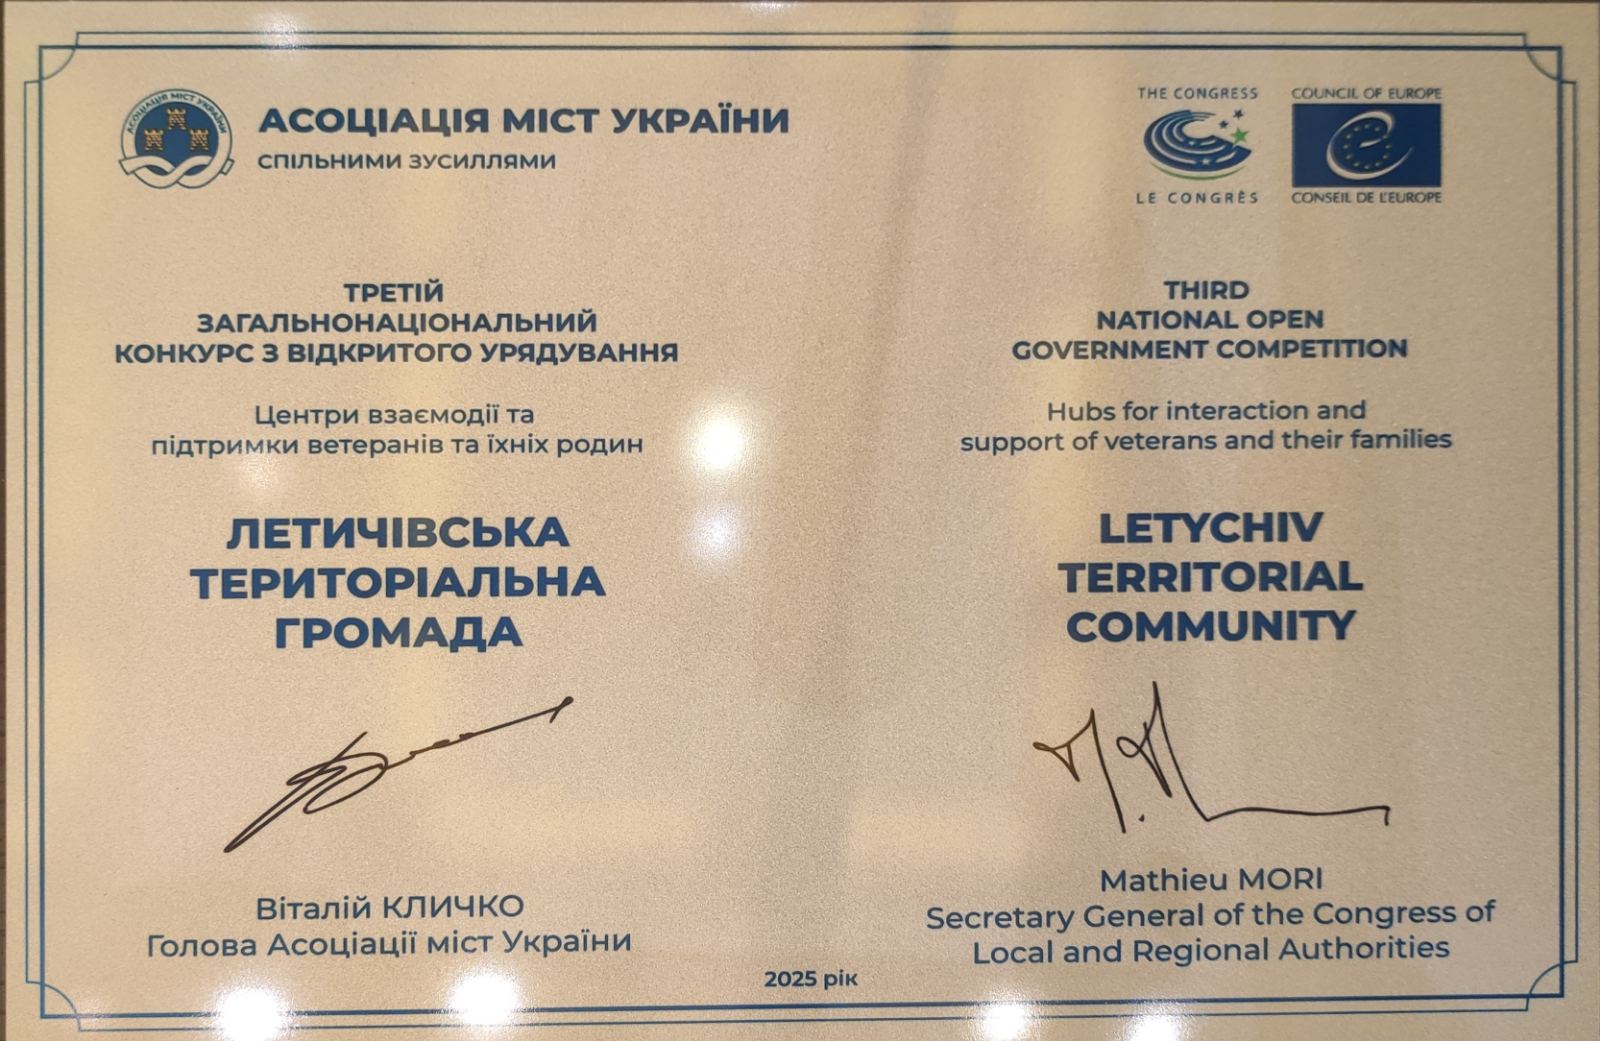 АСОЦІАЦІЯ МІСТ УКРАЇНИ
АСОЦІАЦІЯ МІСТ УКРАЇНИ
СПІЛЬНИМИ ЗУСИЛЛЯМИ
THE CONGRESS
LE CONGRÈS
COUNCIL OF EUROPE
CONSEIL DE L'EUROPE
ТРЕТІЙ
ЗАГАЛЬНОНАЦІОНАЛЬНИЙ
КОНКУРС З ВІДКРИТОГО УРЯДУВАННЯ
Центри взаємодії та
підтримки ветеранів та їхніх родин
ЛЕТИЧІВСЬКА
ТЕРИТОРІАЛЬНА
ГРОМАДА
Віталій КЛИЧКО
Голова Асоціації міст України
THIRD
NATIONAL OPEN
GOVERNMENT COMPETITION
Hubs for interaction and
support of veterans and their families
LETYCHIV
TERRITORIAL
COMMUNITY
Mathieu MORI
Secretary General of the Congress of
Local and Regional Authorities
2025 рік